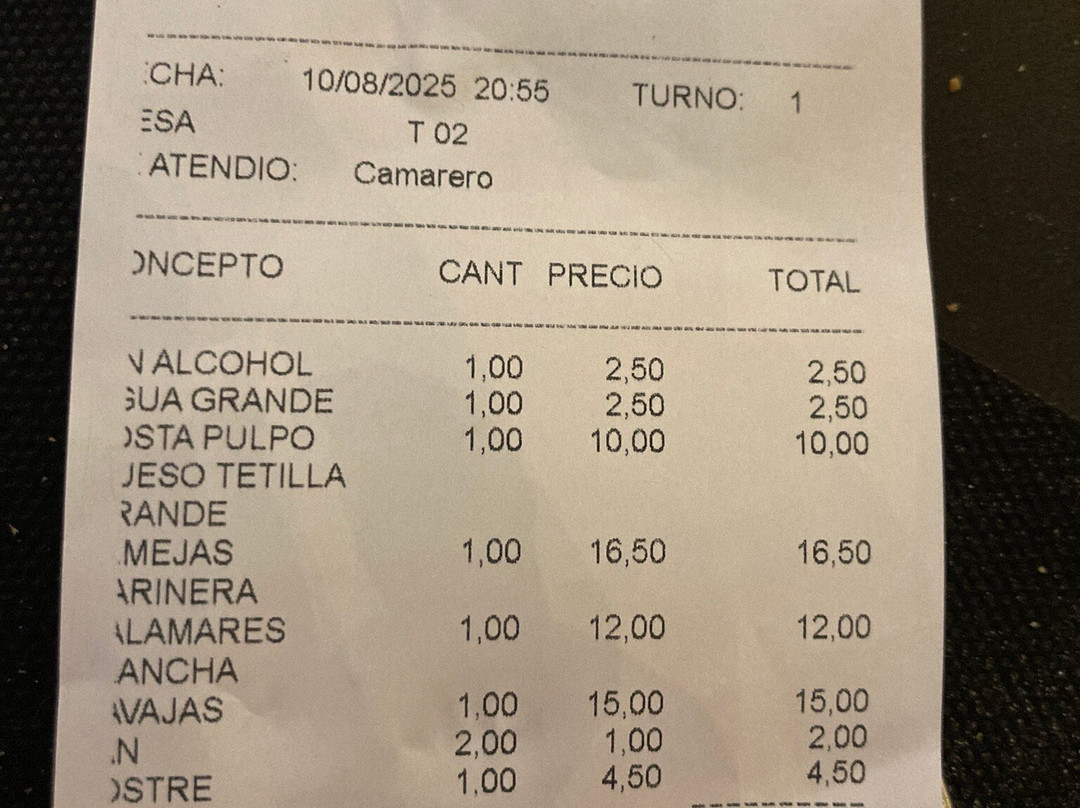 CHA: 10/08/2025 20:55 TURNO: 1
ESA T 02
ATENDIO: Camarero
ONCEPTO CANT PRECIO TOTAL
N ALCOHOL 1,00 2,50 2,50
GUA GRANDE 1,00 2,50 2,50
OSTA PULPO 1,00 10,00 10,00
UESO TETILLA
RANDE
MEJAS 1,00 16,50 16,50
ARINERA
ALAMARES 1,00 12,00 12,00
ANCHA
AVAJAS 1,00 15,00 15,00
N 2,00 1,00 2,00
OSTRE 1,00 4,50 4,50